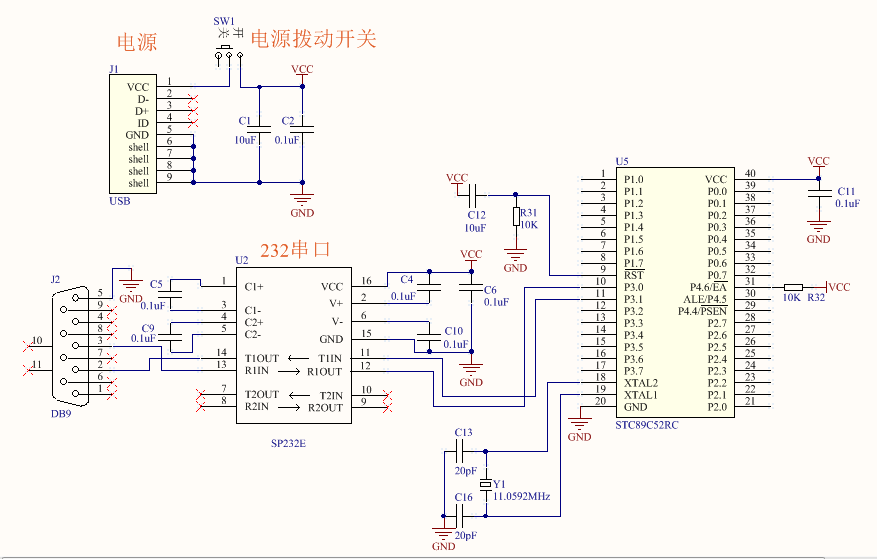 电源
SW1
关 开
电源拨动开关
J1
VCC 1
D- 2
D+ 3
ID 4
GND 5
shell 6
shell 7
shell 8
shell 9
USB
VCC
C1
10uF
C2
0.1uF
GND
232串口
J2
5
9
4
8
3
7
2
6
1
10
11
DB9
GND
C5
0.1uF
C9
0.1uF
U2
1 C1+
3 C1-
4 C2+
5 C2-
14 T1OUT
13 R1IN
7 T2OUT
8 R2IN
VCC 16
V+ 2
V- 6
GND 15
T1IN 11
R1OUT 12
T2IN 10
R2OUT 9
SP232E
VCC
C4
0.1uF
C6
0.1uF
C10
0.1uF
GND
VCC
C12
10uF
R31
10K
GND
U5
1 P1.0
2 P1.1
3 P1.2
4 P1.3
5 P1.4
6 P1.5
7 P1.6
8 P1.7
9 RST
10 P3.0
11 P3.1
12 P3.2
13 P3.3
14 P3.4
15 P3.5
16 P3.6
17 P3.7
18 XTAL2
19 XTAL1
20 GND
VCC 40
P0.0 39
P0.1 38
P0.2 37
P0.3 36
P0.4 35
P0.5 34
P0.6 33
P0.7 32
P4.6/EA 31
ALE/P4.5 30
P4.4/PSEN 29
P2.7 28
P2.6 27
P2.5 26
P2.4 25
P2.3 24
P2.2 23
P2.1 22
P2.0 21
STC89C52RC
VCC
C11
0.1uF
GND
10K R32
VCC
GND
C13
20pF
Y1
11.0592MHz
C16
20pF
GND